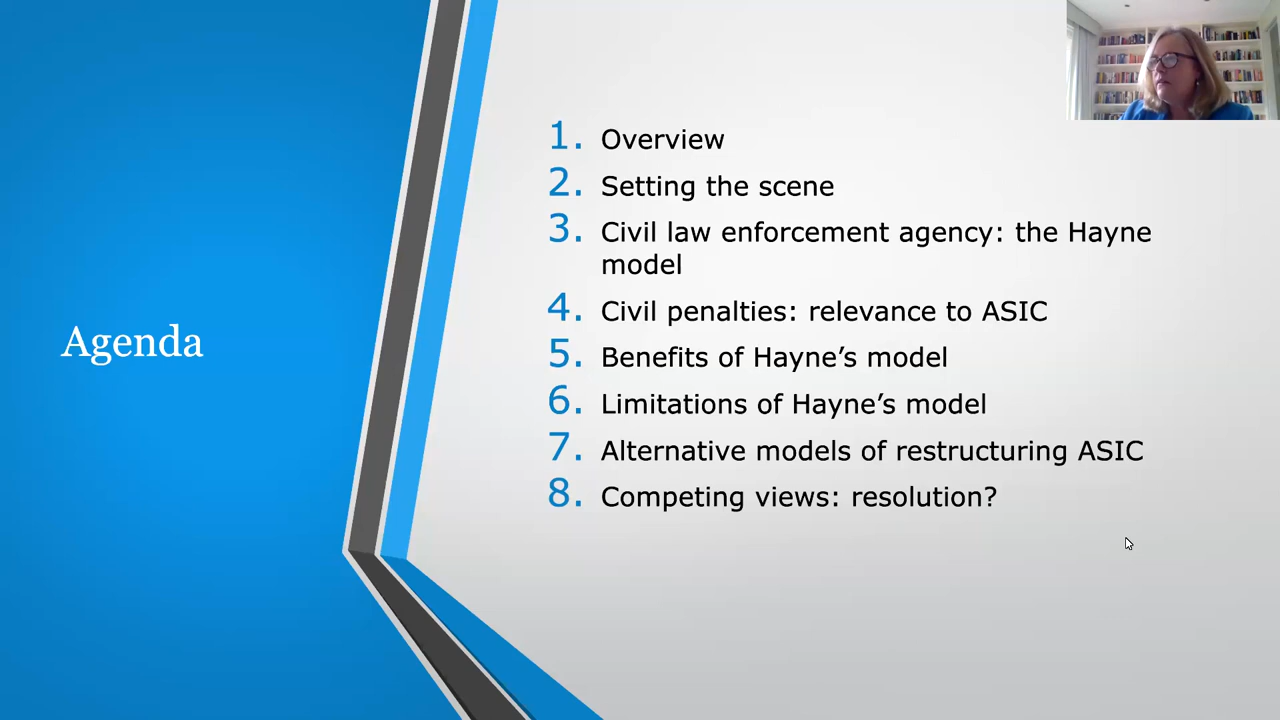 Agenda
1. Overview
2. Setting the scene
3. Civil law enforcement agency: the Hayne
model
4. Civil penalties: relevance to ASIC
5. Benefits of Hayne’s model
6. Limitations of Hayne’s model
7. Alternative models of restructuring ASIC
8. Competing views: resolution?